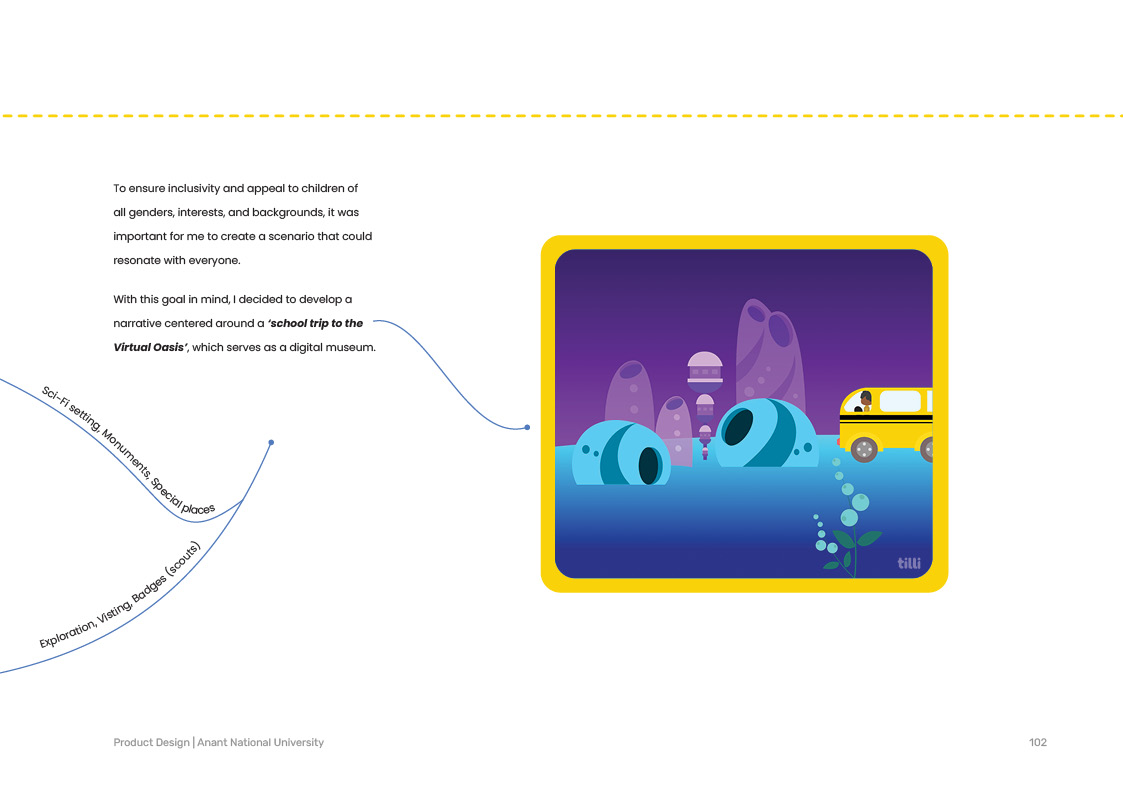 To ensure inclusivity and appeal to children of
all genders, interests, and backgrounds, it was
important for me to create a scenario that could
resonate with everyone.
With this goal in mind, I decided to develop a
narrative centered around a ‘school trip to the
Virtual Oasis’, which serves as a digital museum.
Sci-Fi setting, Monuments, Special places
Exploration, Visting, Badges (scouts)
tilli
Product Design | Anant National University
102